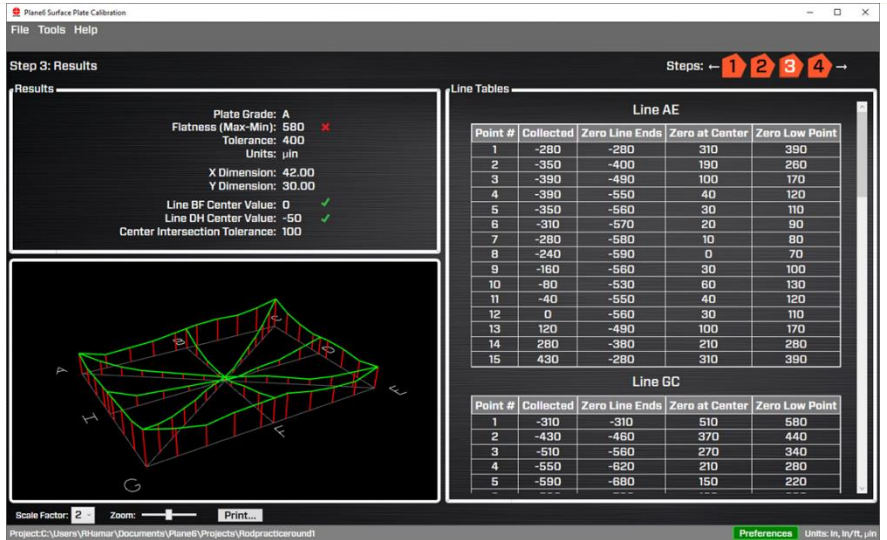 Plane6 Surface Plate Calibration
File Tools Help
Step 3: Results
Steps: ← 1 2 3 4 →
Results
Plate Grade: A
Flatness (Max-Min): 580
Tolerance: 400
Units: µin
X Dimension: 42.00
Y Dimension: 30.00
Line BF Center Value: 0
Line DH Center Value: -50
Center Intersection Tolerance: 100
A
B
C
D
E
F
G
H
Line Tables
Line AE
Point # Collected Zero Line Ends Zero at Center Zero Low Point
1 -280 -280 310 390
2 -350 -400 190 260
3 -390 -490 100 170
4 -390 -550 40 120
5 -350 -560 30 110
6 -310 -570 20 90
7 -280 -580 10 80
8 -240 -590 0 70
9 -160 -560 30 100
10 -80 -530 60 130
11 -40 -550 40 120
12 0 -560 30 110
13 120 -490 100 170
14 280 -380 210 280
15 430 -280 310 390
Line GC
Point # Collected Zero Line Ends Zero at Center Zero Low Point
1 -310 -310 510 580
2 -430 -460 370 440
3 -510 -560 270 340
4 -550 -620 210 280
5 -590 -680 150 220
Scale Factor: 2 Zoom: Print...
Project:C:\Users\RHamar\Documents\Plane6\Projects\Rodpracticeround1
Preferences Units: in, in/ft, µin